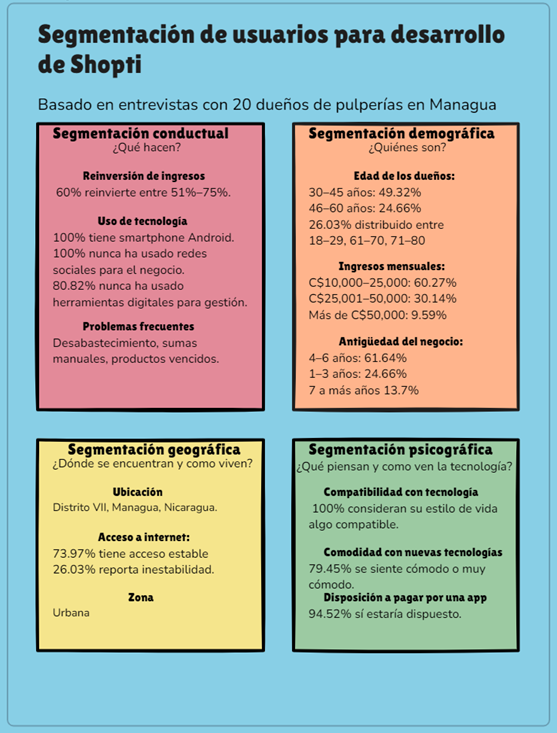 Segmentación de usuarios para desarrollo
de Shopti
Basado en entrevistas con 20 dueños de pulperías en Managua
Segmentación conductual
¿Qué hacen?
Reinversión de ingresos
60% reinvierte entre 51%–75%.
Uso de tecnología
100% tiene smartphone Android.
100% nunca ha usado redes
sociales para el negocio.
80.82% nunca ha usado
herramientas digitales para gestión.
Problemas frecuentes
Desabastecimiento, sumas
manuales, productos vencidos.
Segmentación demográfica
¿Quiénes son?
Edad de los dueños:
30–45 años: 49.32%
46–60 años: 24.66%
26.03% distribuido entre
18–29, 61–70, 71–80
Ingresos mensuales:
C$10,000–25,000: 60.27%
C$25,001–50,000: 30.14%
Más de C$50,000: 9.59%
Antigüedad del negocio:
4–6 años: 61.64%
1–3 años: 24.66%
7 a más años 13.7%
Segmentación geográfica
¿Dónde se encuentran y como viven?
Ubicación
Distrito VII, Managua, Nicaragua.
Acceso a internet:
73.97% tiene acceso estable
26.03% reporta inestabilidad.
Zona
Urbana
Segmentación psicográfica
¿Qué piensan y como ven la tecnología?
Compatibilidad con tecnología
100% consideran su estilo de vida
algo compatible.
Comodidad con nuevas tecnologías
79.45% se siente cómodo o muy
cómodo.
Disposición a pagar por una app
94.52% sí estaría dispuesto.